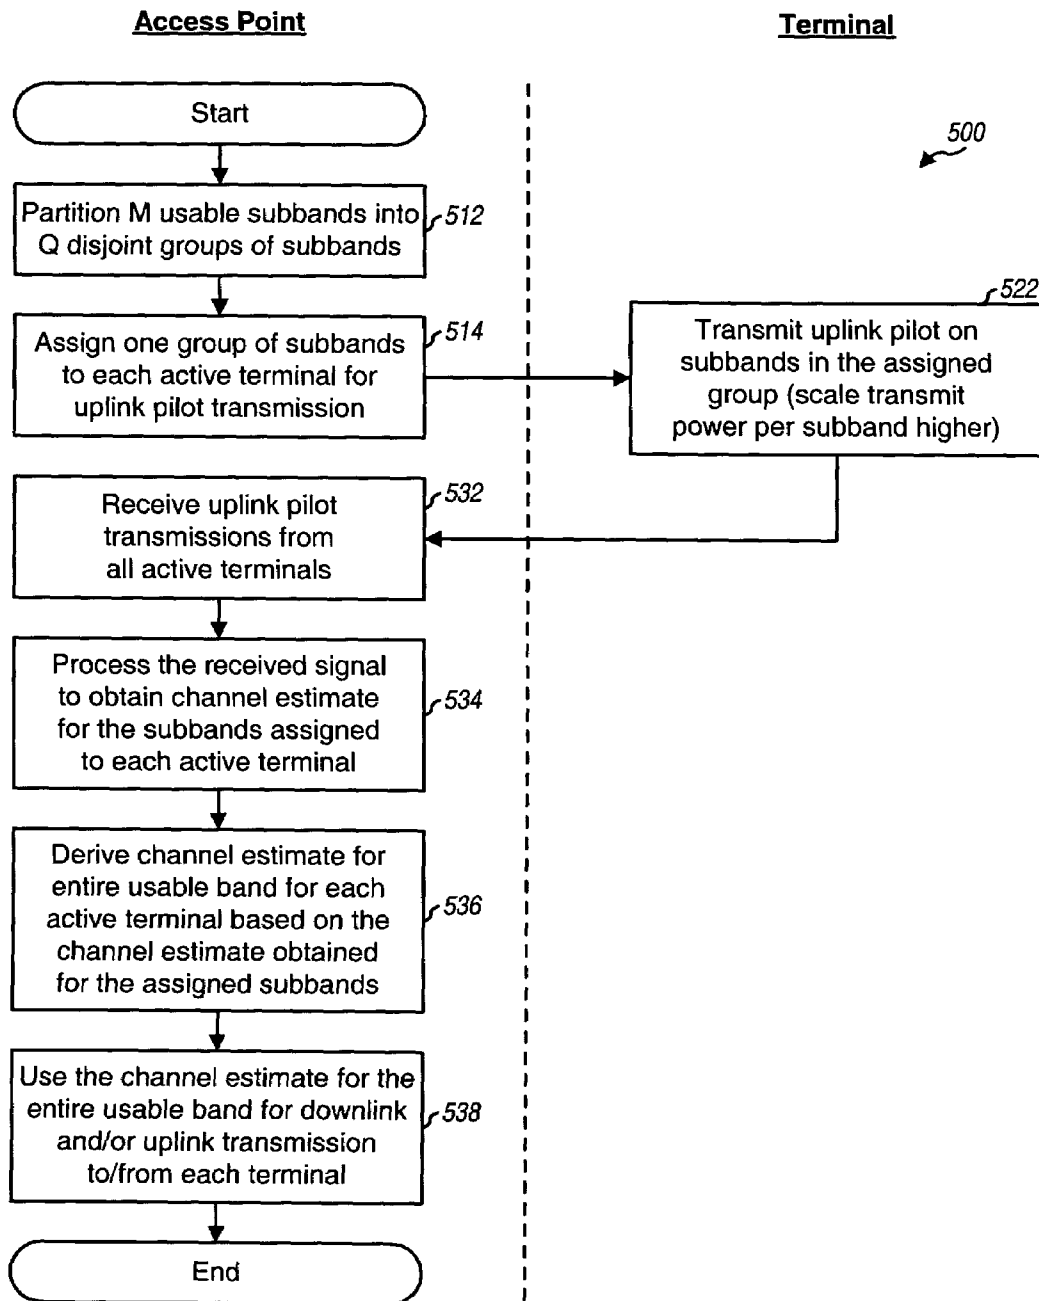 Access Point
Terminal
Start
500
Partition M usable subbands into
Q disjoint groups of subbands
512
522
Assign one group of subbands
to each active terminal for
uplink pilot transmission
514
Transmit uplink pilot on
subbands in the assigned
group (scale transmit
power per subband higher)
Receive uplink pilot
transmissions from
all active terminals
532
Process the received signal
to obtain channel estimate
for the subbands assigned
to each active terminal
534
Derive channel estimate for
entire usable band for each
active terminal based on the
channel estimate obtained
for the assigned subbands
536
Use the channel estimate for the
entire usable band for downlink
and/or uplink transmission
to/from each terminal
538
End